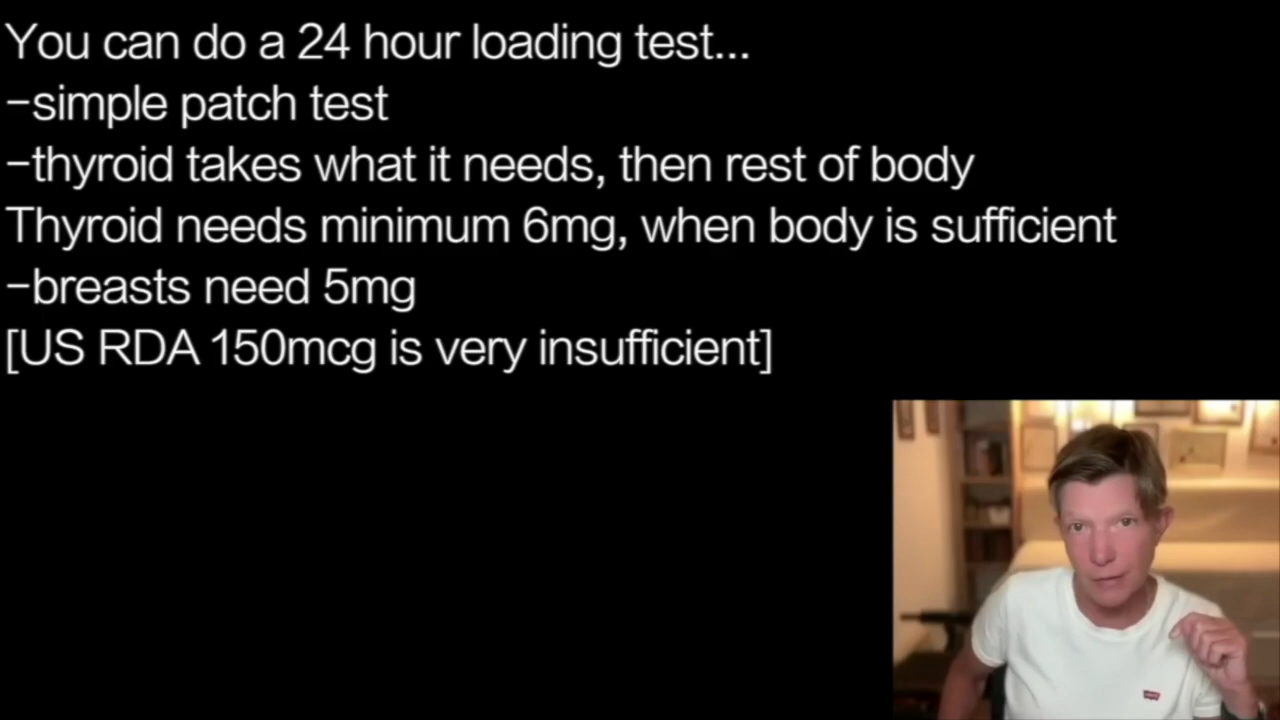 You can do a 24 hour loading test...
–simple patch test
–thyroid takes what it needs, then rest of body
Thyroid needs minimum 6mg, when body is sufficient
–breasts need 5mg
[US RDA 150mcg is very insufficient]